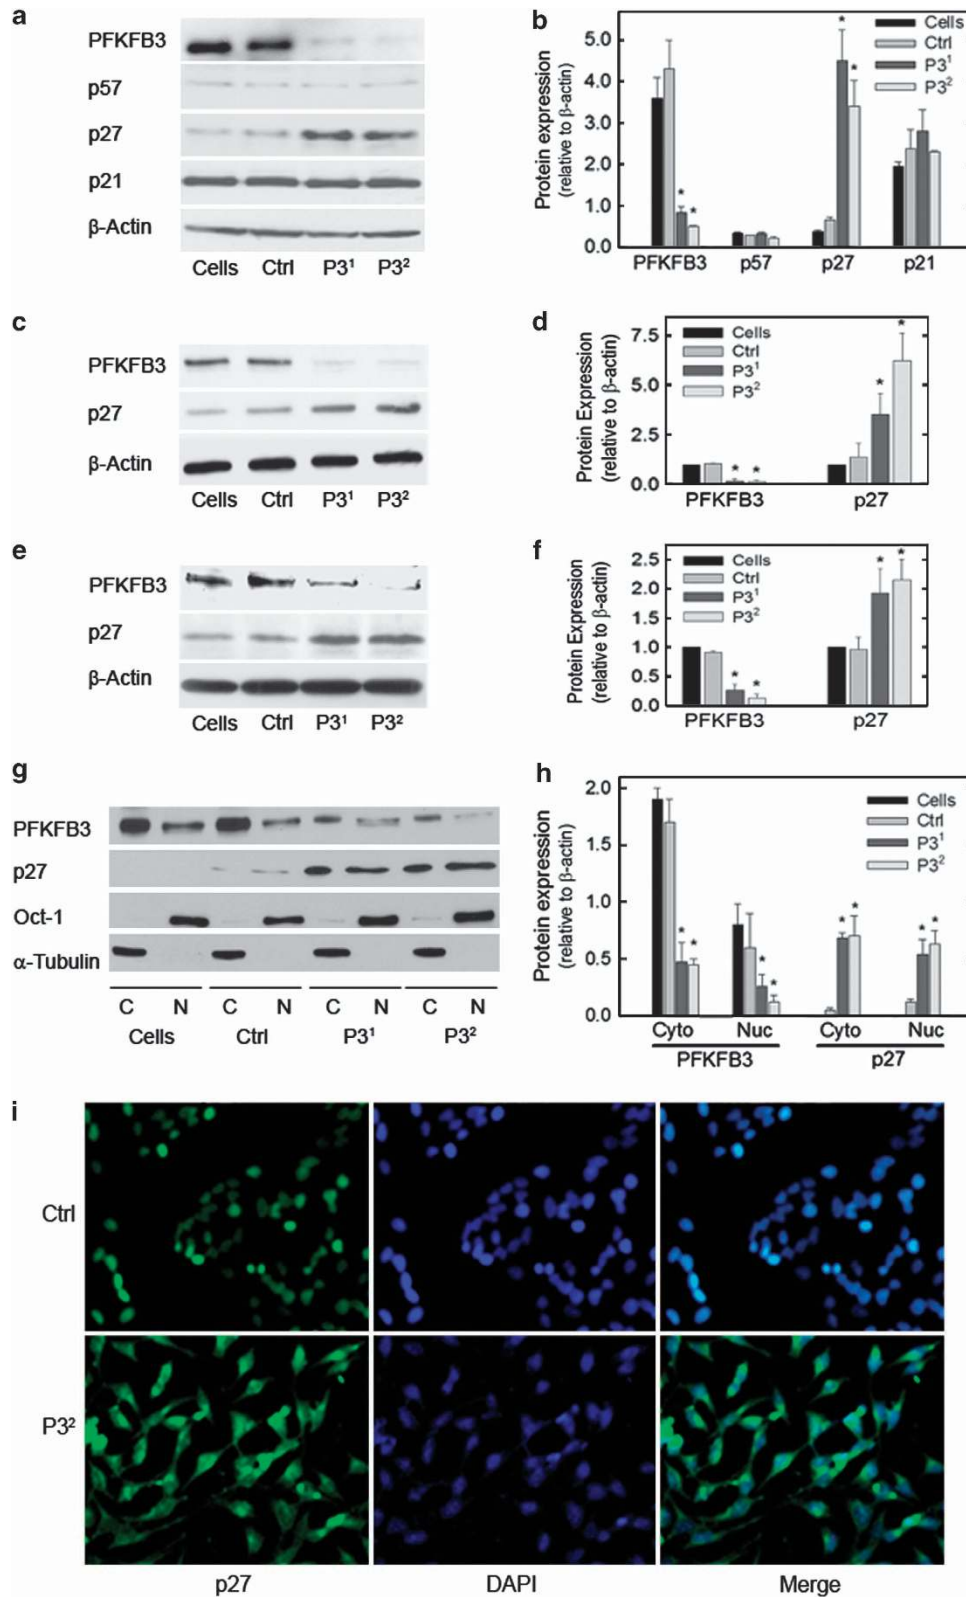 a
PFKFB3
p57
p27
p21
β-Actin
Cells Ctrl P3¹ P3²
b
Protein expression
(relative to β-actin)
5.0
4.0
3.0
2.0
1.0
0.0
Cells
Ctrl
P3¹
P3²
* * * *
PFKFB3 p57 p27 p21
c
PFKFB3
p27
β-Actin
Cells Ctrl P3¹ P3²
d
Protein Expression
(relative to β-actin)
7.5
5.0
2.5
0.0
Cells
Ctrl
P3¹
P3²
* * * *
PFKFB3 p27
e
PFKFB3
p27
β-Actin
Cells Ctrl P3¹ P3²
f
Protein Expression
(relative to β-actin)
2.5
2.0
1.5
1.0
0.5
0.0
Cells
Ctrl
P3¹
P3²
* * * *
PFKFB3 p27
g
PFKFB3
p27
Oct-1
α-Tubulin
C N C N C N C N
Cells Ctrl P3¹ P3²
h
Protein expression
(relative to β-actin)
2.0
1.5
1.0
0.5
0.0
Cells
Ctrl
P3¹
P3²
* * * * * * * *
Cyto Nuc Cyto Nuc
PFKFB3 p27
i
Ctrl
P3²
p27 DAPI Merge